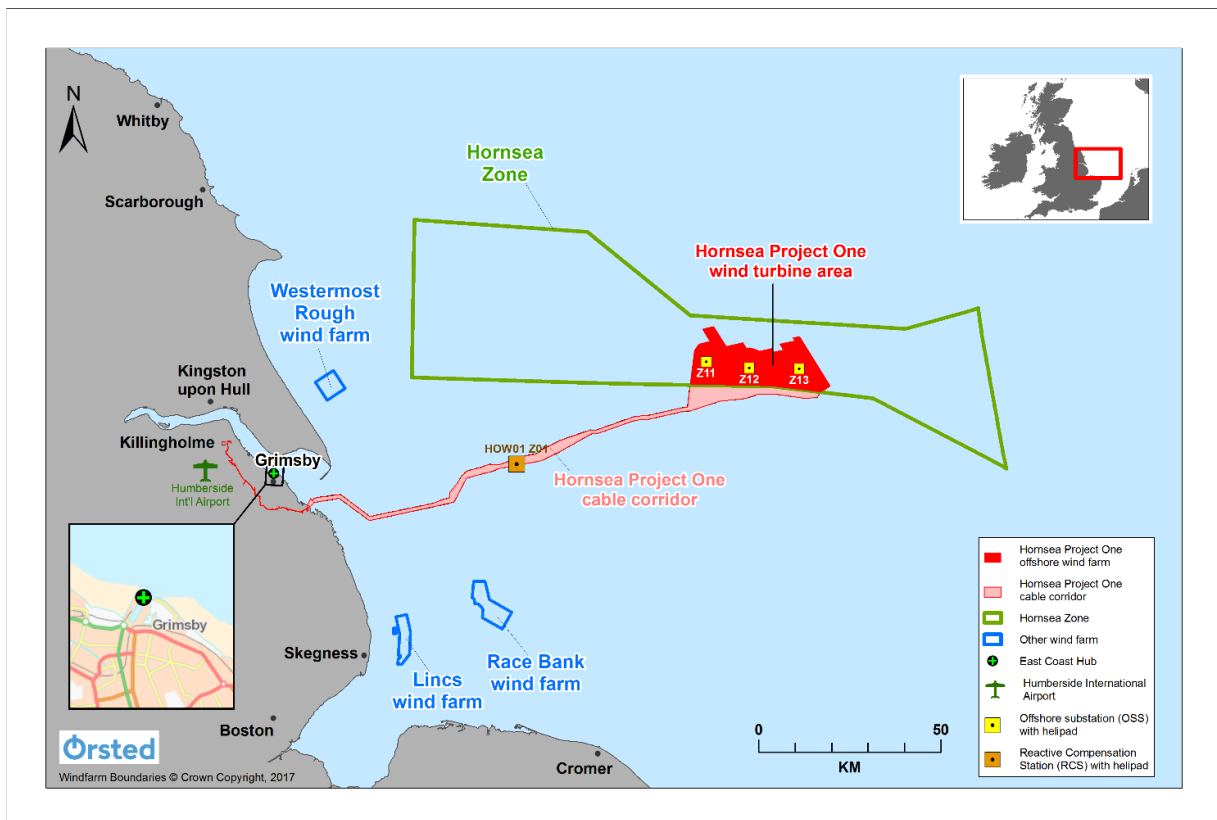 N
Whitby
Scarborough
Hornsea
Zone
Hornsea Project One
wind turbine area
Westermost
Rough
wind farm
Z11
Z12
Z13
Kingston
upon Hull
Killingholme
Grimsby
Humberside
Int'l Airport
HOW01 Z01
Hornsea Project One
cable corridor
Grimsby
Skegness
Lincs
wind farm
Race Bank
wind farm
Boston
Cromer
Ørsted
Windfarm Boundaries © Crown Copyright, 2017
0
50
KM
Hornsea Project One
offshore wind farm
Hornsea Project One
cable corridor
Hornsea Zone
Other wind farm
East Coast Hub
Humberside International
Airport
Offshore substation (OSS)
with helipad
Reactive Compensation
Station (RCS) with helipad